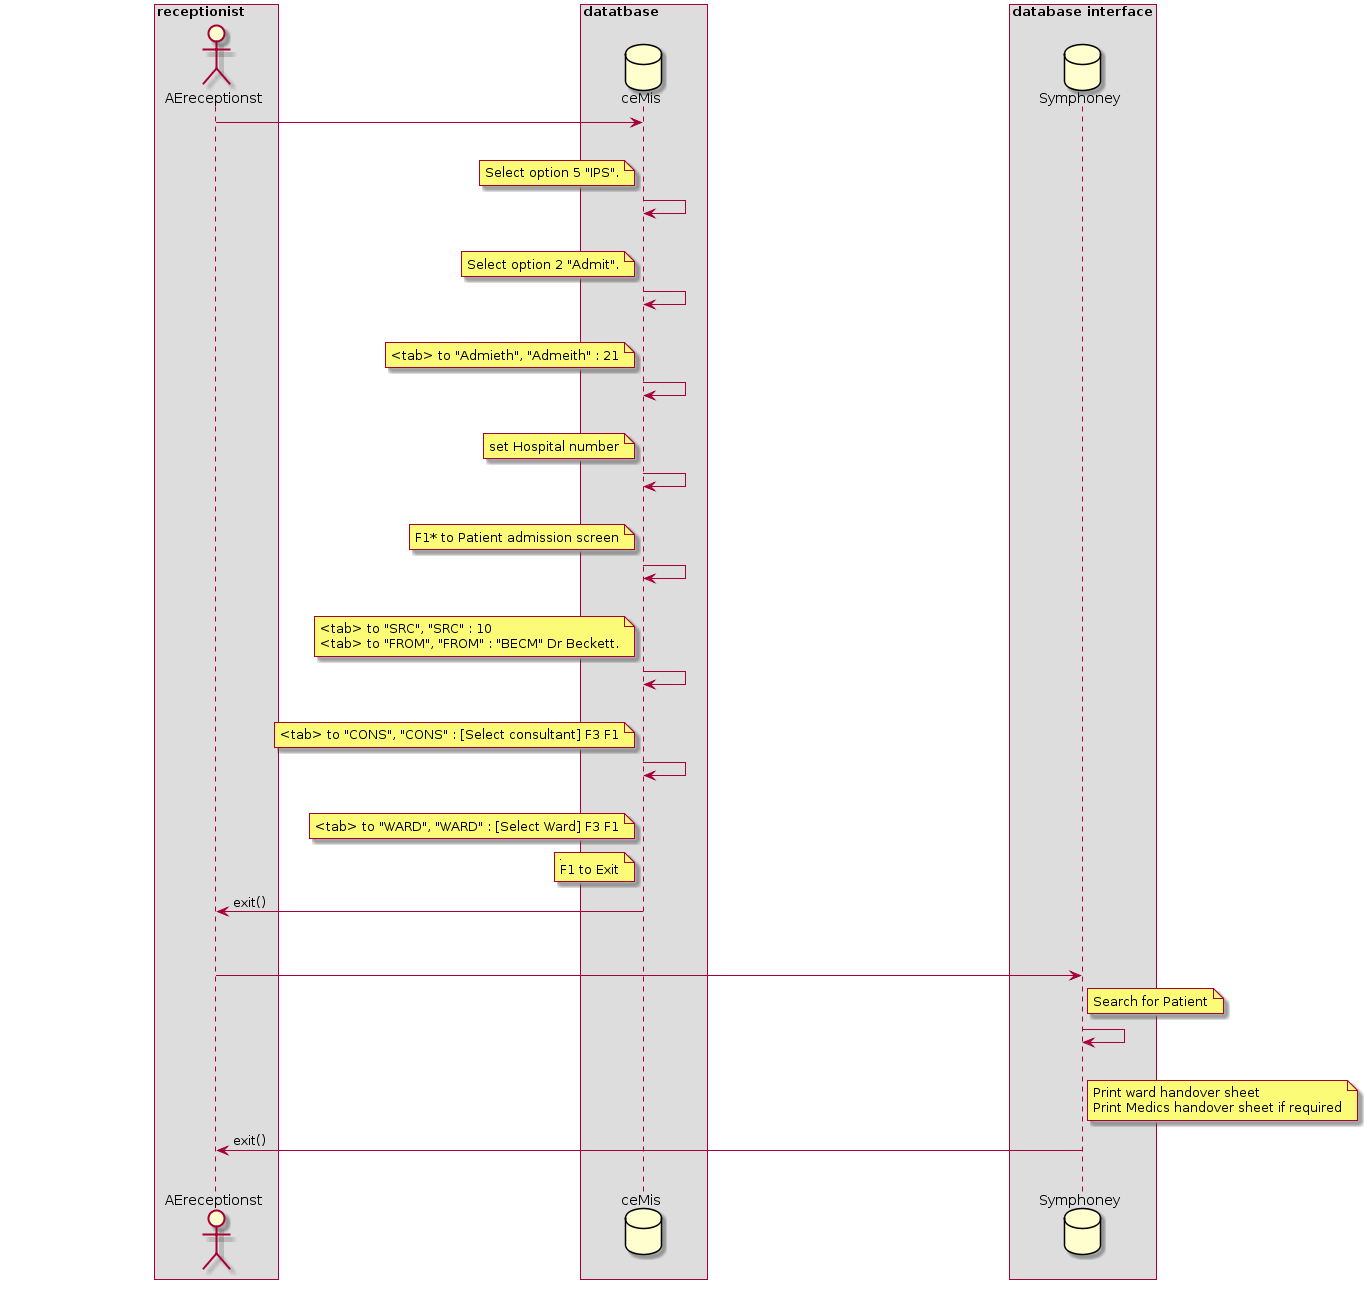 receptionist
datatbase
database interface
AEreceptionst
ceMis
Symphoney
Select option 5 "IPS".
Select option 2 "Admit".
<tab> to "Admieth", "Admeith" : 21
set Hospital number
F1* to Patient admission screen
<tab> to "SRC", "SRC" : 10
<tab> to "FROM", "FROM" : "BECM" Dr Beckett.
<tab> to "CONS", "CONS" : [Select consultant] F3 F1
<tab> to "WARD", "WARD" : [Select Ward] F3 F1
.
F1 to Exit
exit()
Search for Patient
Print ward handover sheet
Print Medics handover sheet if required
exit()
AEreceptionst
ceMis
Symphoney